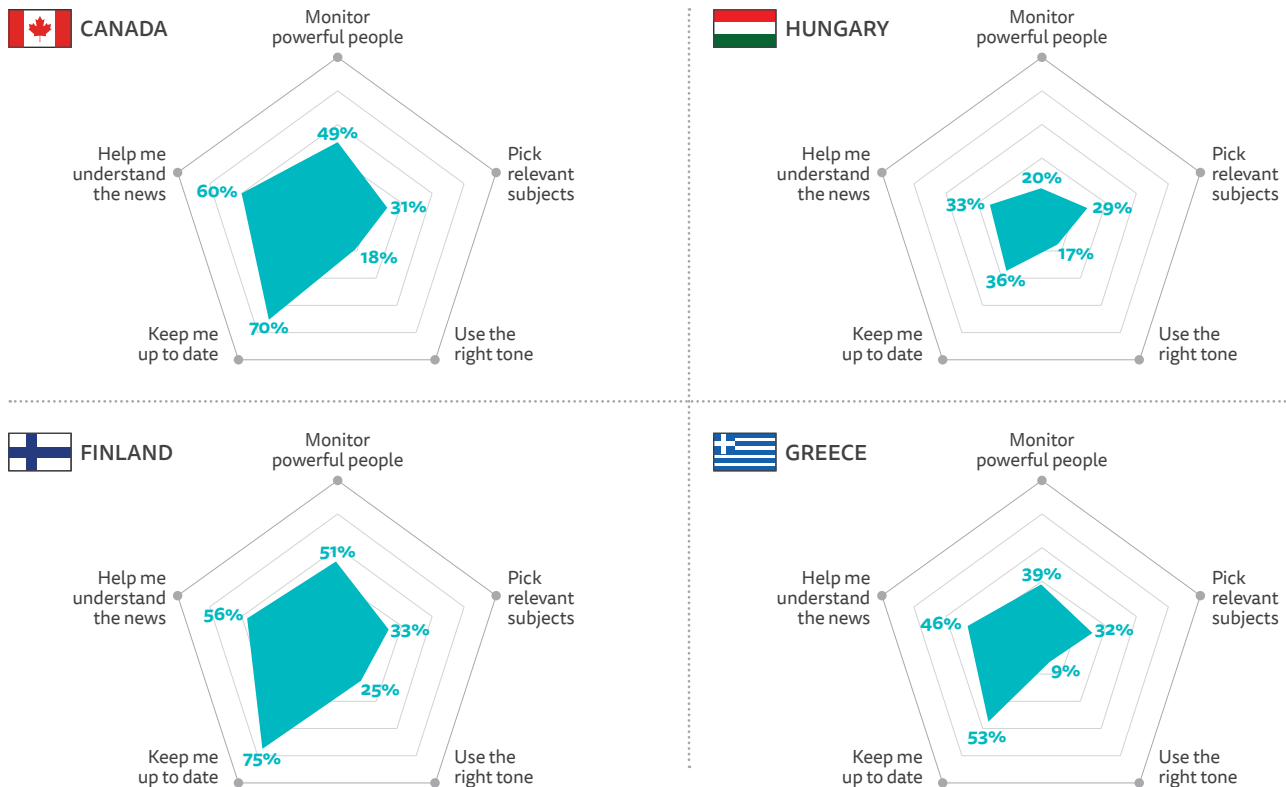 CANADA
Monitor
powerful people
49%
Help me
understand
the news
60%
Pick
relevant
subjects
31%
18%
70%
Keep me
up to date
Use the
right tone
HUNGARY
Monitor
powerful people
20%
Help me
understand
the news
33%
Pick
relevant
subjects
29%
17%
36%
Keep me
up to date
Use the
right tone
FINLAND
Monitor
powerful people
51%
Help me
understand
the news
56%
Pick
relevant
subjects
33%
25%
75%
Keep me
up to date
Use the
right tone
GREECE
Monitor
powerful people
39%
Help me
understand
the news
46%
Pick
relevant
subjects
32%
9%
53%
Keep me
up to date
Use the
right tone